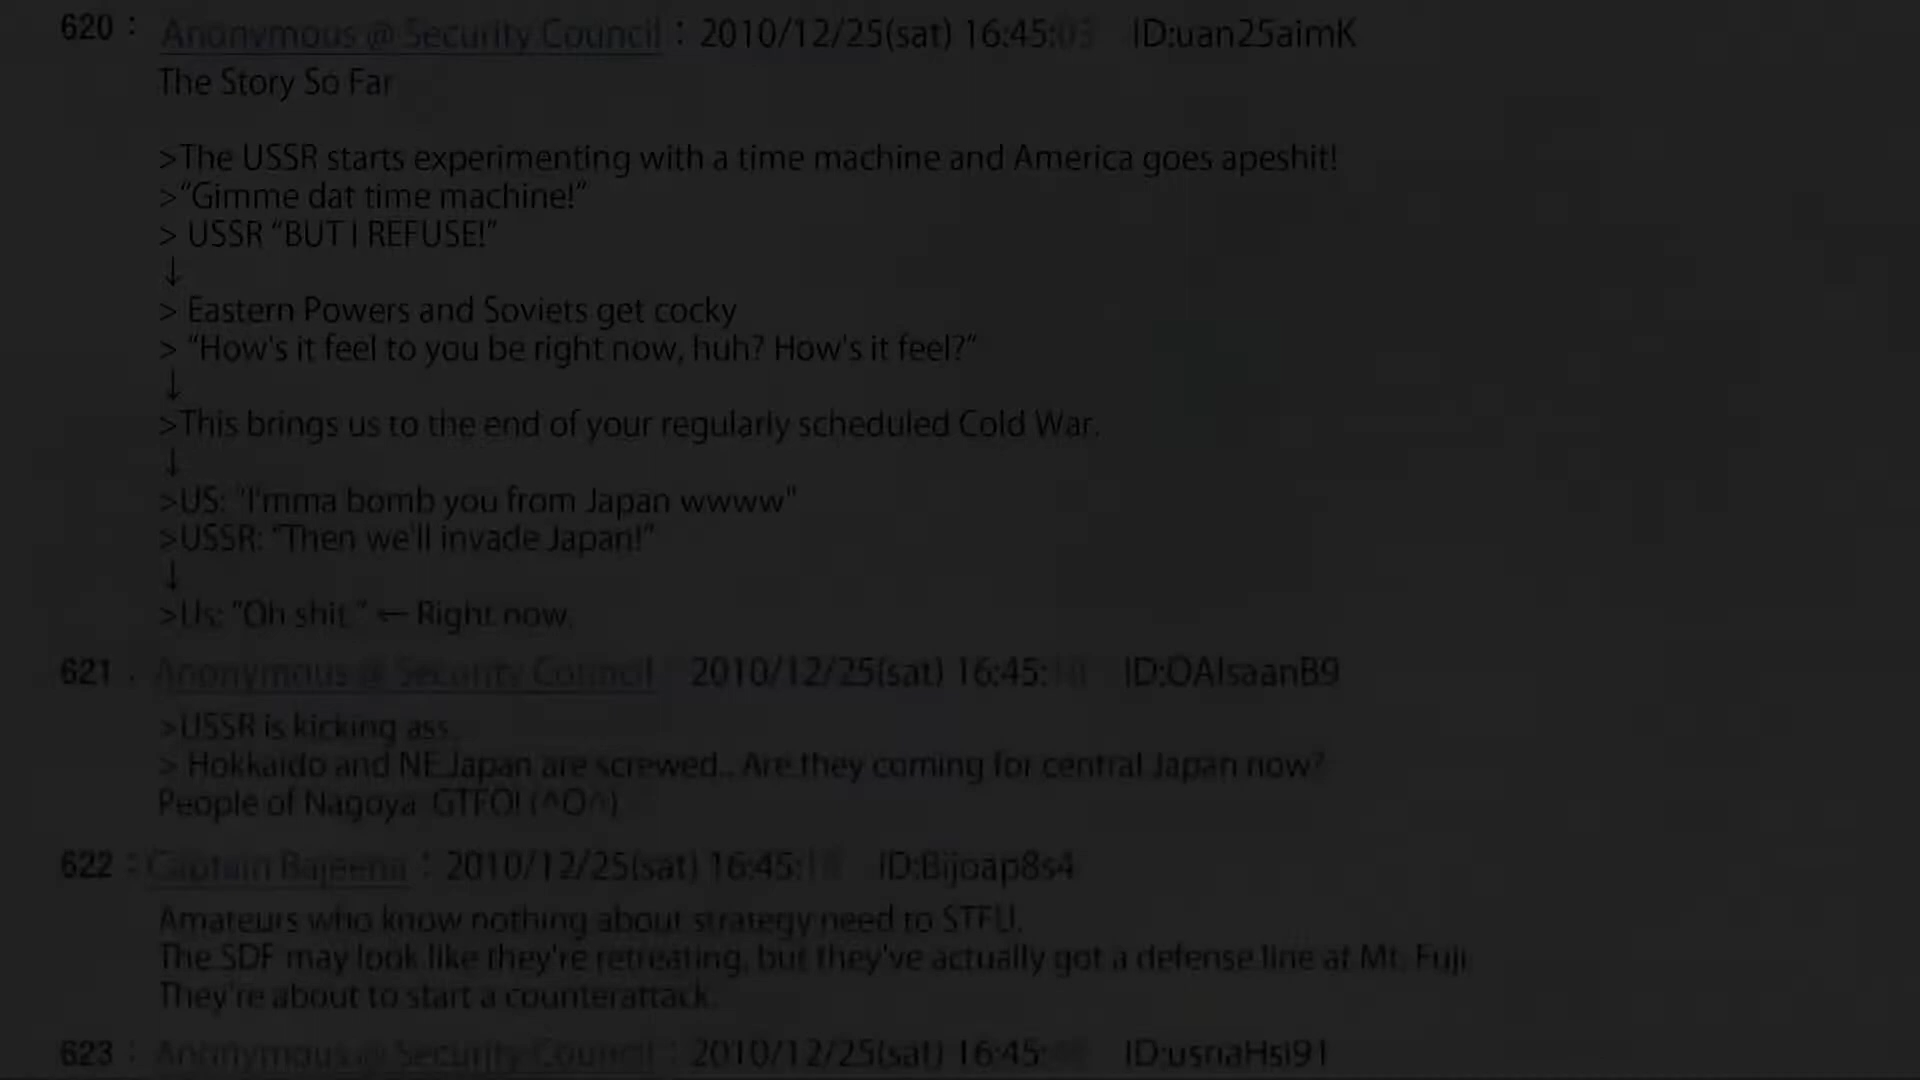 620 : Anonymous @ Security Council : 2010/12/25(sat) 16:45:03 ID:uan25aimK
The Story So Far
>The USSR starts experimenting with a time machine and America goes apeshit!
>“Gimme dat time machine!”
> USSR “BUT I REFUSE!”
↓
> Eastern Powers and Soviets get cocky
> “How's it feel to you be right now, huh? How's it feel?”
↓
>This brings us to the end of your regularly scheduled Cold War.
↓
>US: "I'mma bomb you from Japan wwww"
>USSR: “Then we'll invade Japan!”
↓
>Us: “Oh shit.” ← Right now.
621 : Anonymous @ Security Council 2010/12/25(sat) 16:45: ID:OAIsaanB9
>USSR is kicking ass.
> Hokkaido and NE Japan are screwed.. Are they coming for central Japan now?
People of Nagoya GTFO! (^O^)
622 : Captain Bajeena : 2010/12/25(sat) 16:45: ID:Bijoap8s4
Amateurs who know nothing about strategy need to STFU.
The SDF may look like they're retreating, but they've actually got a defense line at Mt. Fuji.
They're about to start a counterattack.
623 : Anonymous @ Security Council : 2010/12/25(sat) 16:45: ID:usnaHsi91